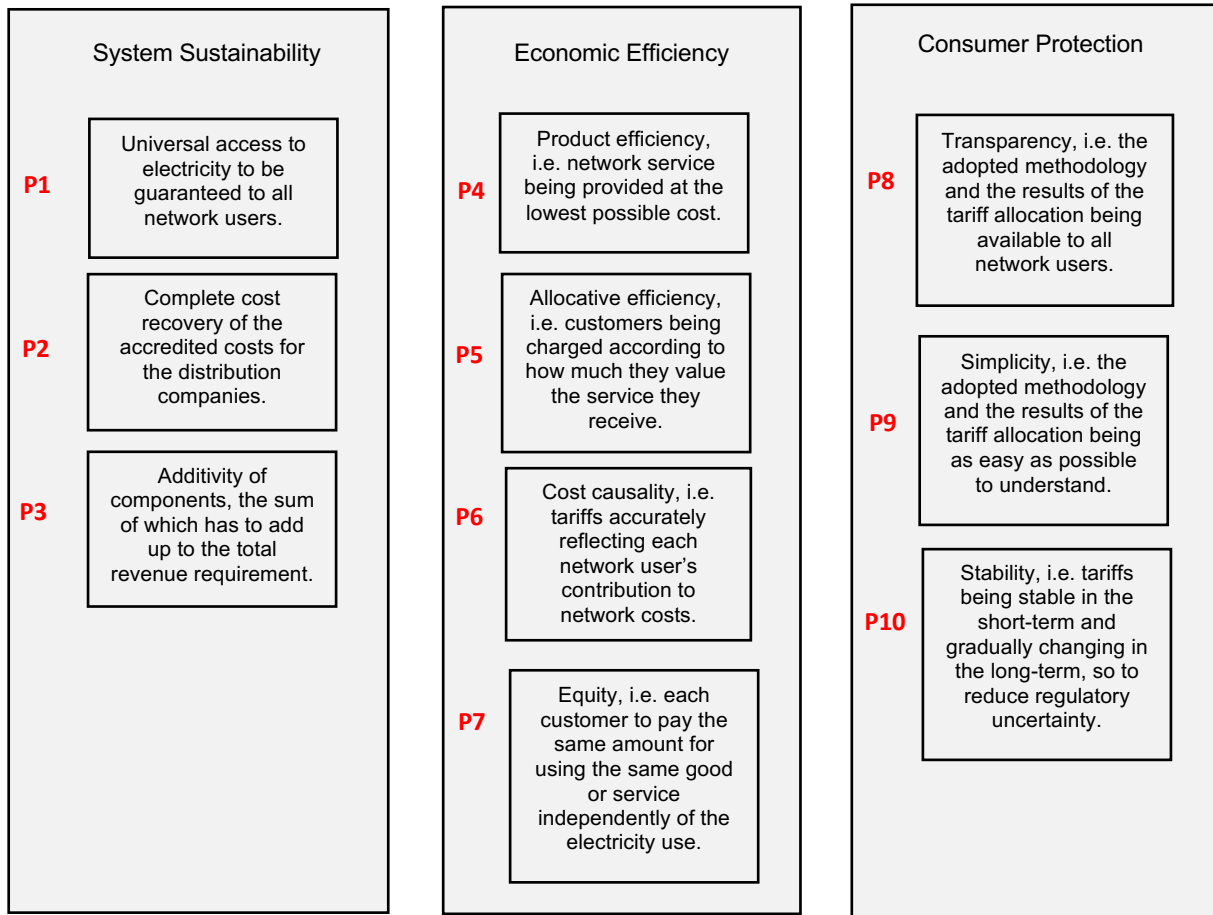 System Sustainability
P1
Universal access to
electricity to be
guaranteed to all
network users.
P2
Complete cost
recovery of the
accredited costs for
the distribution
companies.
P3
Additivity of
components, the sum
of which has to add
up to the total
revenue requirement.
Economic Efficiency
P4
Product efficiency,
i.e. network service
being provided at the
lowest possible cost.
P5
Allocative efficiency,
i.e. customers being
charged according to
how much they value
the service they
receive.
P6
Cost causality, i.e.
tariffs accurately
reflecting each
network user’s
contribution to
network costs.
P7
Equity, i.e. each
customer to pay the
same amount for
using the same good
or service
independently of the
electricity use.
Consumer Protection
P8
Transparency, i.e. the
adopted methodology
and the results of the
tariff allocation being
available to all
network users.
P9
Simplicity, i.e. the
adopted methodology
and the results of the
tariff allocation being
as easy as possible
to understand.
P10
Stability, i.e. tariffs
being stable in the
short-term and
gradually changing in
the long-term, so to
reduce regulatory
uncertainty.